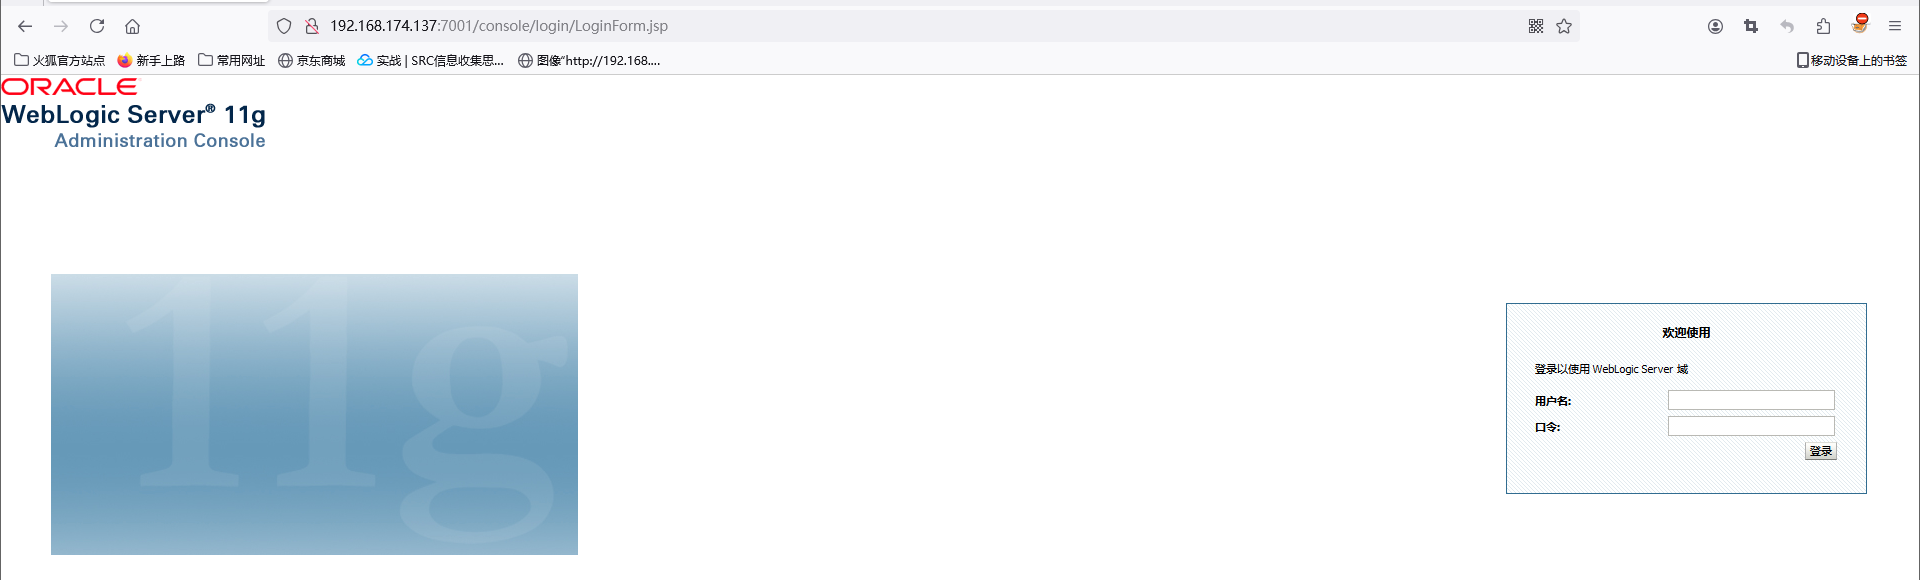 192.168.174.137:7001/console/login/LoginForm.jsp
火狐官方站点 新手上路 常用网址 京东商城 实战 | SRC信息收集思... 图像“http://192.168.... 移动设备上的书签
ORACLE
WebLogic Server® 11g
Administration Console
11g
欢迎使用
登录以使用 WebLogic Server 域
用户名:
口令:
登录